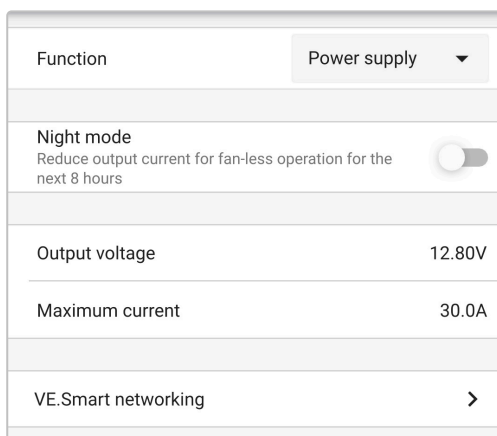 Function
Power supply
Night mode
Reduce output current for fan-less operation for the
next 8 hours
Output voltage
12.80V
Maximum current
30.0A
VE.Smart networking